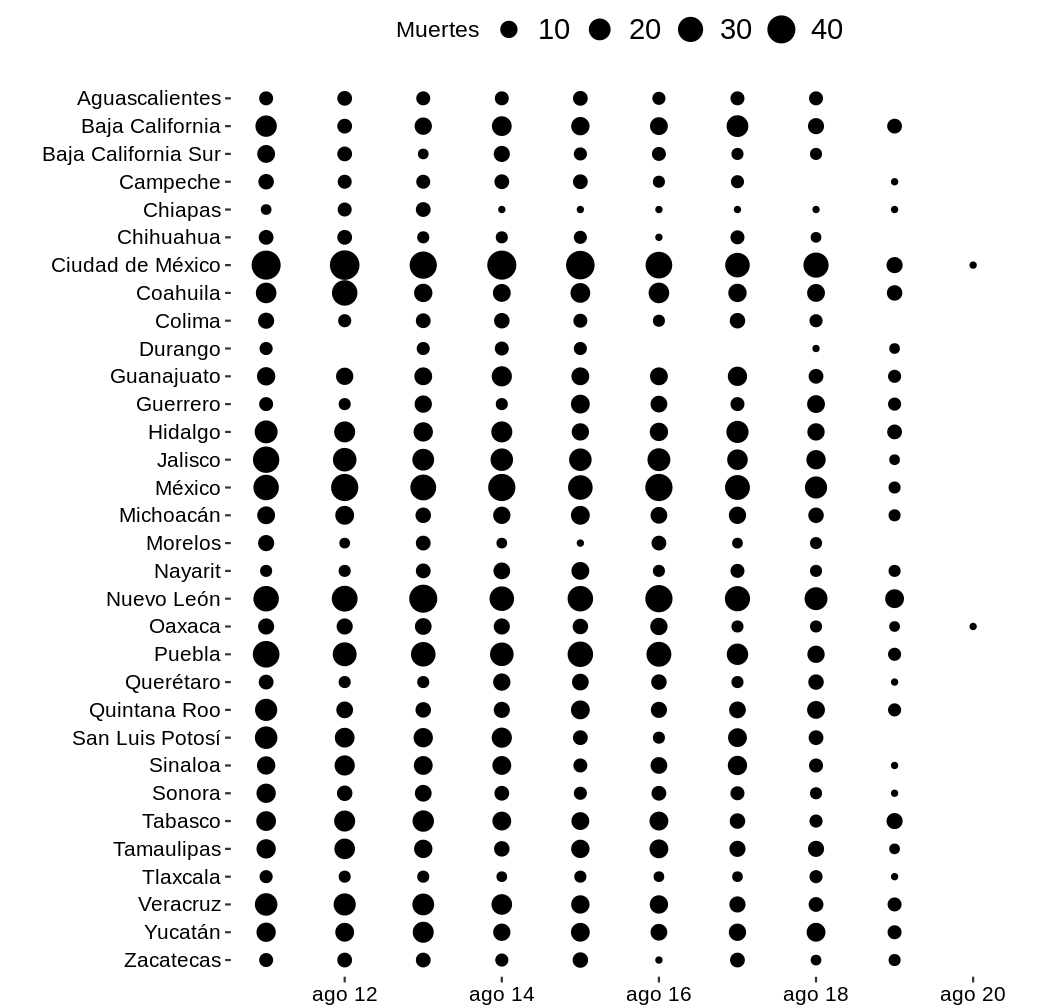 Muertes 10 20 30 40
Aguascalientes
Baja California
Baja California Sur
Campeche
Chiapas
Chihuahua
Ciudad de México
Coahuila
Colima
Durango
Guanajuato
Guerrero
Hidalgo
Jalisco
México
Michoacán
Morelos
Nayarit
Nuevo León
Oaxaca
Puebla
Querétaro
Quintana Roo
San Luis Potosí
Sinaloa
Sonora
Tabasco
Tamaulipas
Tlaxcala
Veracruz
Yucatán
Zacatecas
ago 12 ago 14 ago 16 ago 18 ago 20